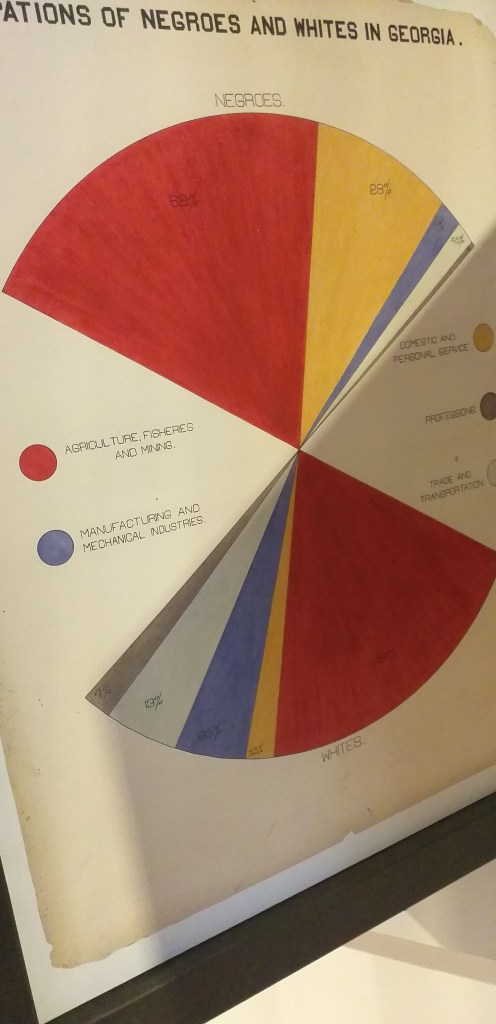 PATIONS OF NEGROES AND WHITES IN GEORGIA.
NEGROES.
62%
28%
5%
DOMESTIC AND
PERSONAL SERVICE
PROFESSIONS.
TRADE AND
TRANSPORTATION.
AGRICULTURE, FISHERIES
AND MINING.
MANUFACTURING AND
MECHANICAL INDUSTRIES.
4%
13%
WHITES.